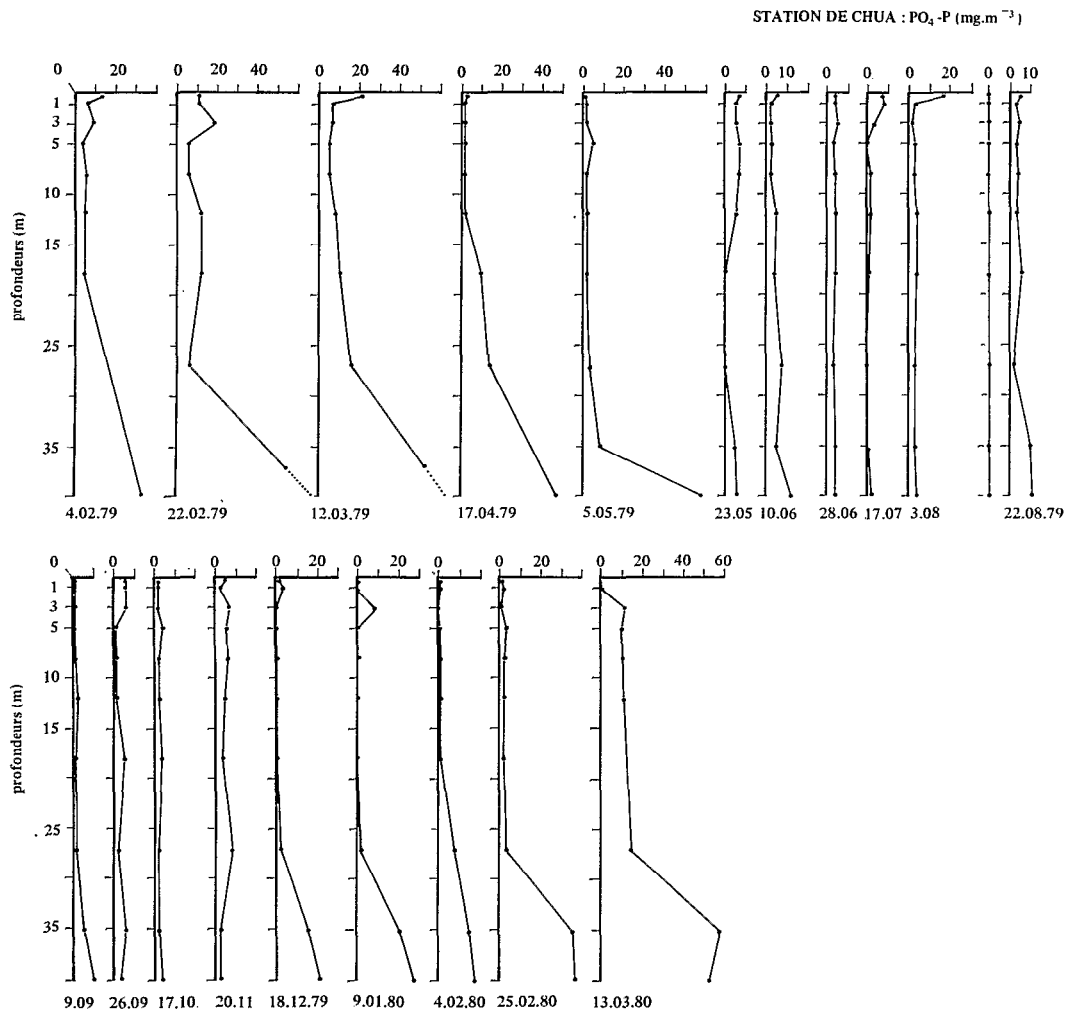 STATION DE CHUA : PO₄ -P (mg.m⁻³)
0 20 0 20 40 0 20 40 0 20 40 0 20 40 0 0 10 0 0 0 20 0 0 10
1
3
5
10
15
25
35
profondeurs (m)
4.02.79 22.02.79 12.03.79 17.04.79 5.05.79 23.05 10.06 28.06 17.07 3.08 22.08.79
0 0 0 0 0 20 0 20 0 20 0 20 0 20 40 60
1
3
5
10
15
25
35
profondeurs (m)
9.09 26.09 17.10. 20.11 18.12.79 9.01.80 4.02.80 25.02.80 13.03.80